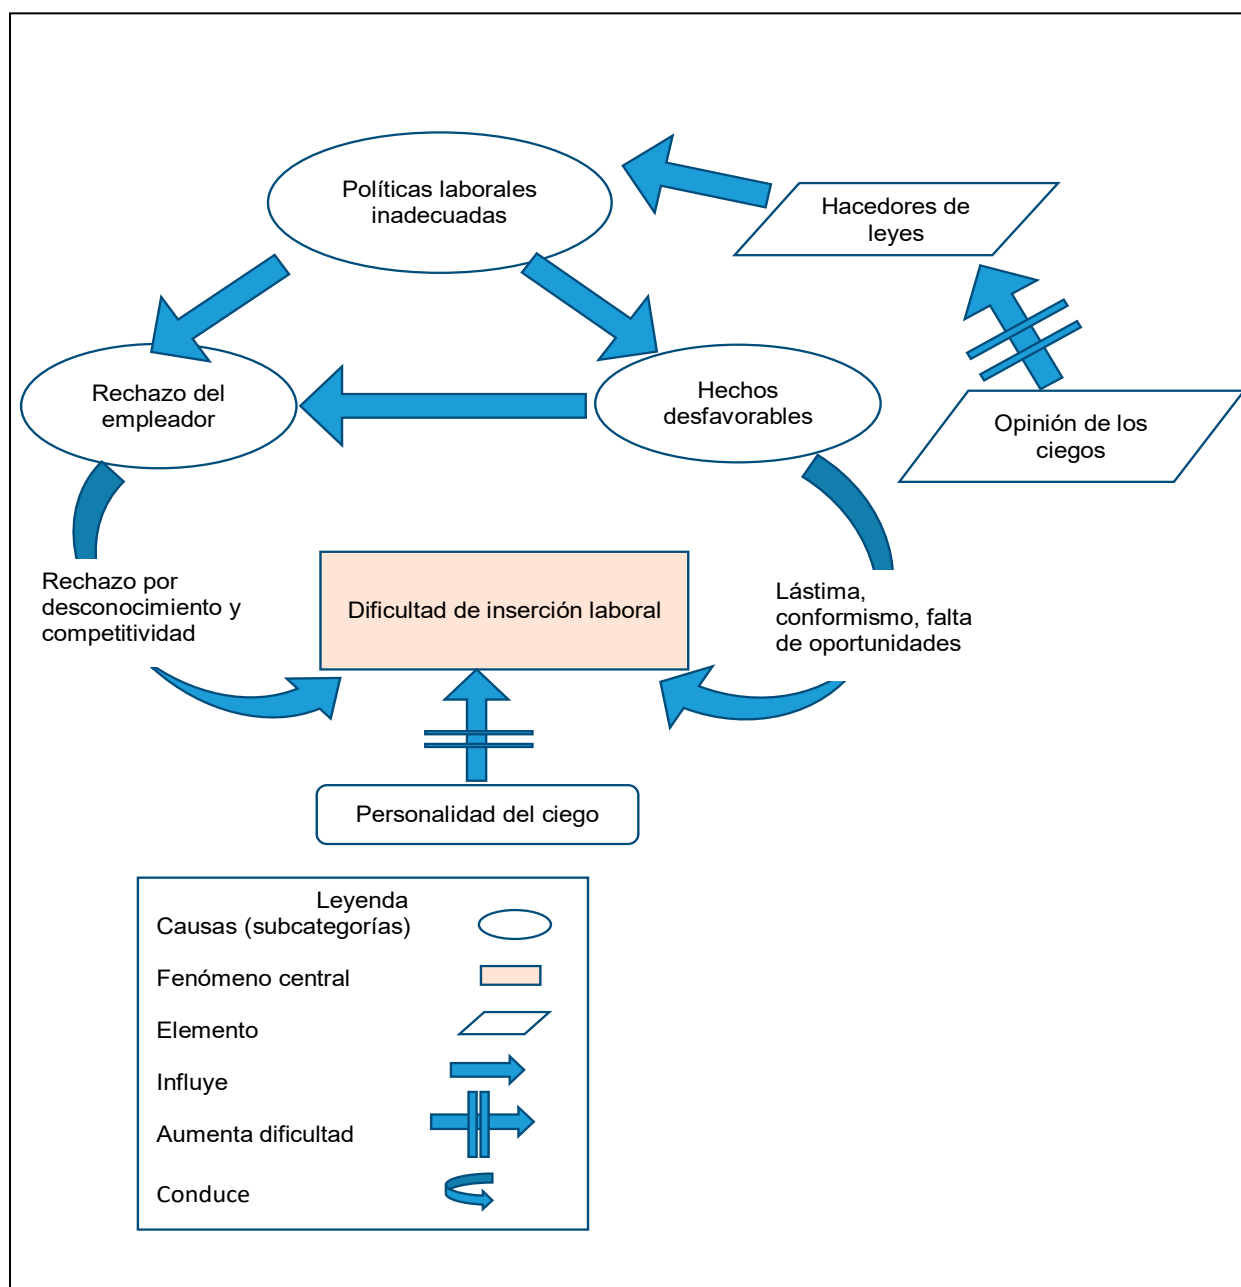 Políticas laborales
inadecuadas
Hacedores de
leyes
Rechazo del
empleador
Hechos
desfavorables
Opinión de los
ciegos
Rechazo por
desconocimiento y
competitividad
Dificultad de inserción laboral
Lástima,
conformismo, falta
de oportunidades
Personalidad del ciego
Leyenda
Causas (subcategorías)
Fenómeno central
Elemento
Influye
Aumenta dificultad
Conduce